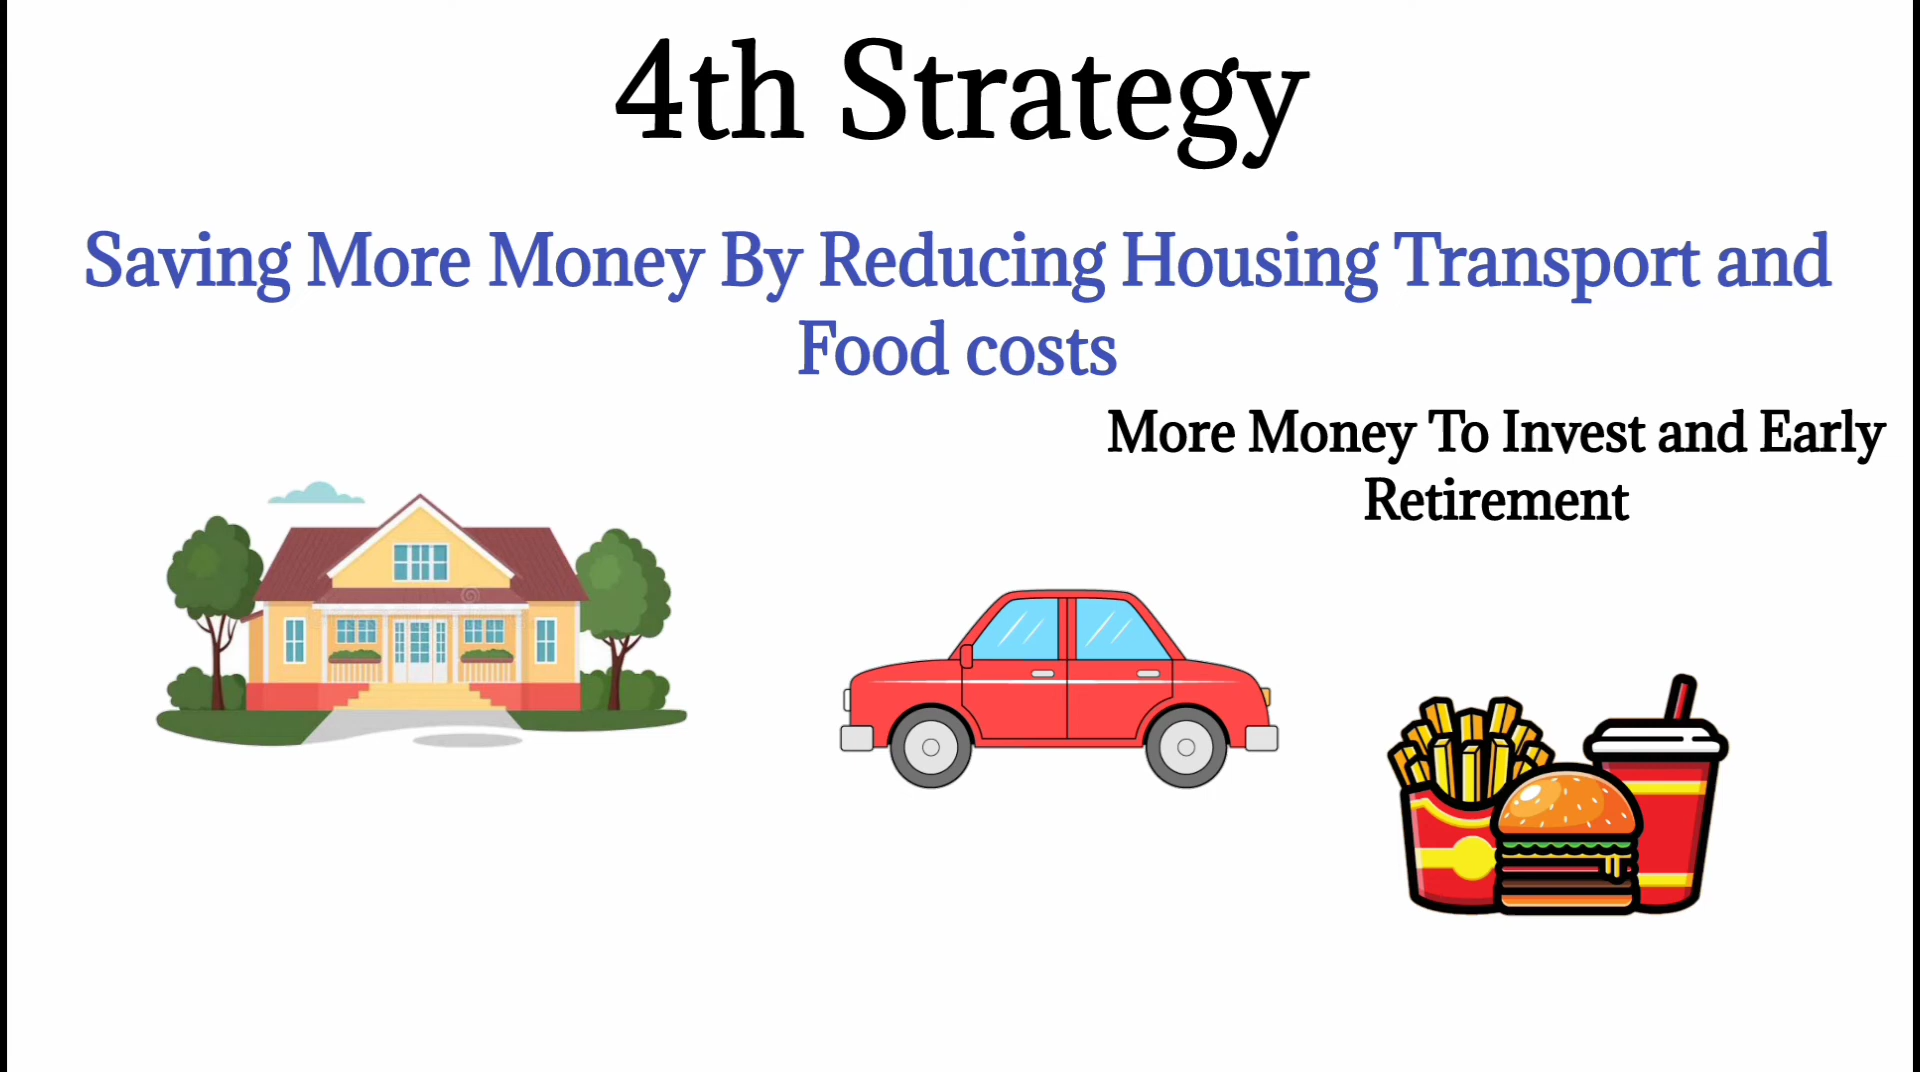 4th Strategy
Saving More Money By Reducing Housing Transport and
Food costs
More Money To Invest and Early
Retirement